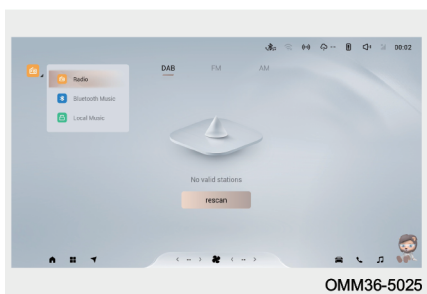 00:02
DAB FM AM
Radio
Bluetooth Music
Local Music
No valid stations
rescan
< -- > < -- >
OMM36-5025